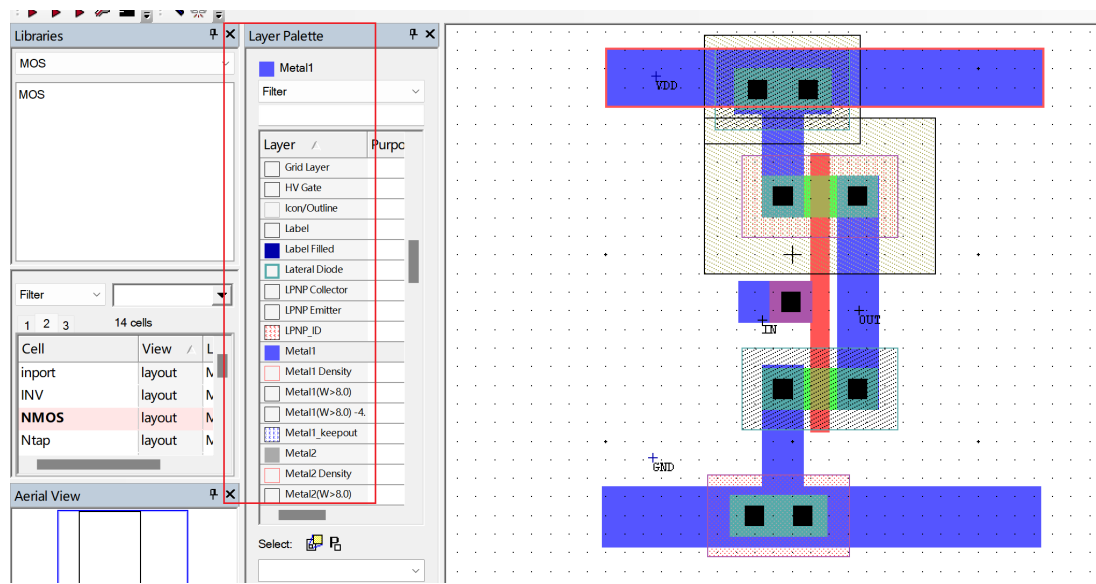 Libraries
MOS
MOS
Filter
1 2 3 14 cells
Cell View L
inport layout
INV layout
NMOS layout
Ntap layout
Aerial View
Layer Palette
Metal1
Filter
Layer Purpo
Grid Layer
HV Gate
Icon/Outline
Label
Label Filled
Lateral Diode
LPNP Collector
LPNP Emitter
LPNP_ID
Metal1
Metal1 Density
Metal1(W>8.0)
Metal1(W>8.0) -4.
Metal1_keepout
Metal2
Metal2 Density
Metal2(W>8.0)
Select:
VDD
IN
OUT
GND